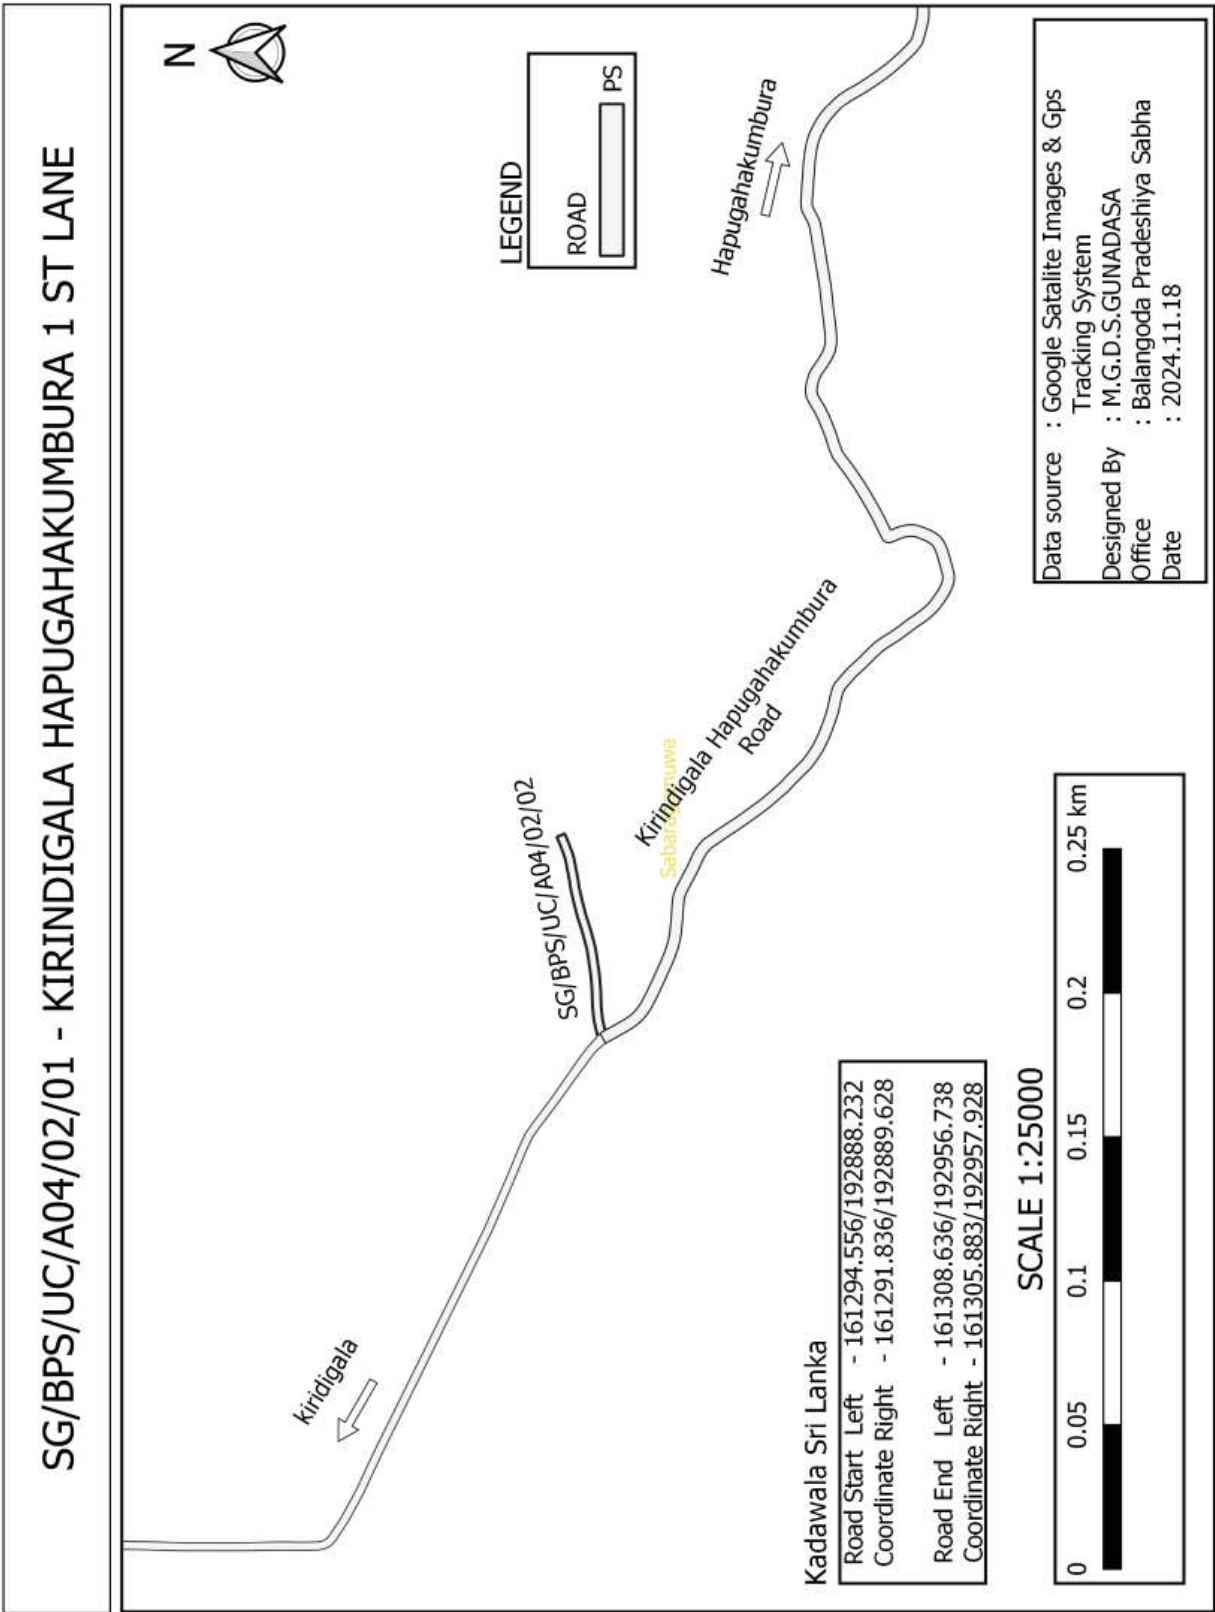 SG/BPS/UC/A04/02/01 - KIRINDIGALA HAPUGAHAKUMBURA 1 ST LANE
N
LEGEND
ROAD
PS
Hapugahakumbura
SG/BPS/UC/A04/02/02
Sabaragamuwa
Kirindigala Hapugahakumbura
Road
kiridigala
Kadawala Sri Lanka
Road Start Left - 161294.556/192888.232
Coordinate Right - 161291.836/192889.628
Road End Left - 161308.636/192956.738
Coordinate Right - 161305.883/192957.928
SCALE 1:25000
0 0.05 0.1 0.15 0.2 0.25 km
Data source : Google Satalite Images & Gps
Tracking System
Designed By : M.G.D.S.GUNADASA
Office : Balangoda Pradeshiya Sabha
Date : 2024.11.18